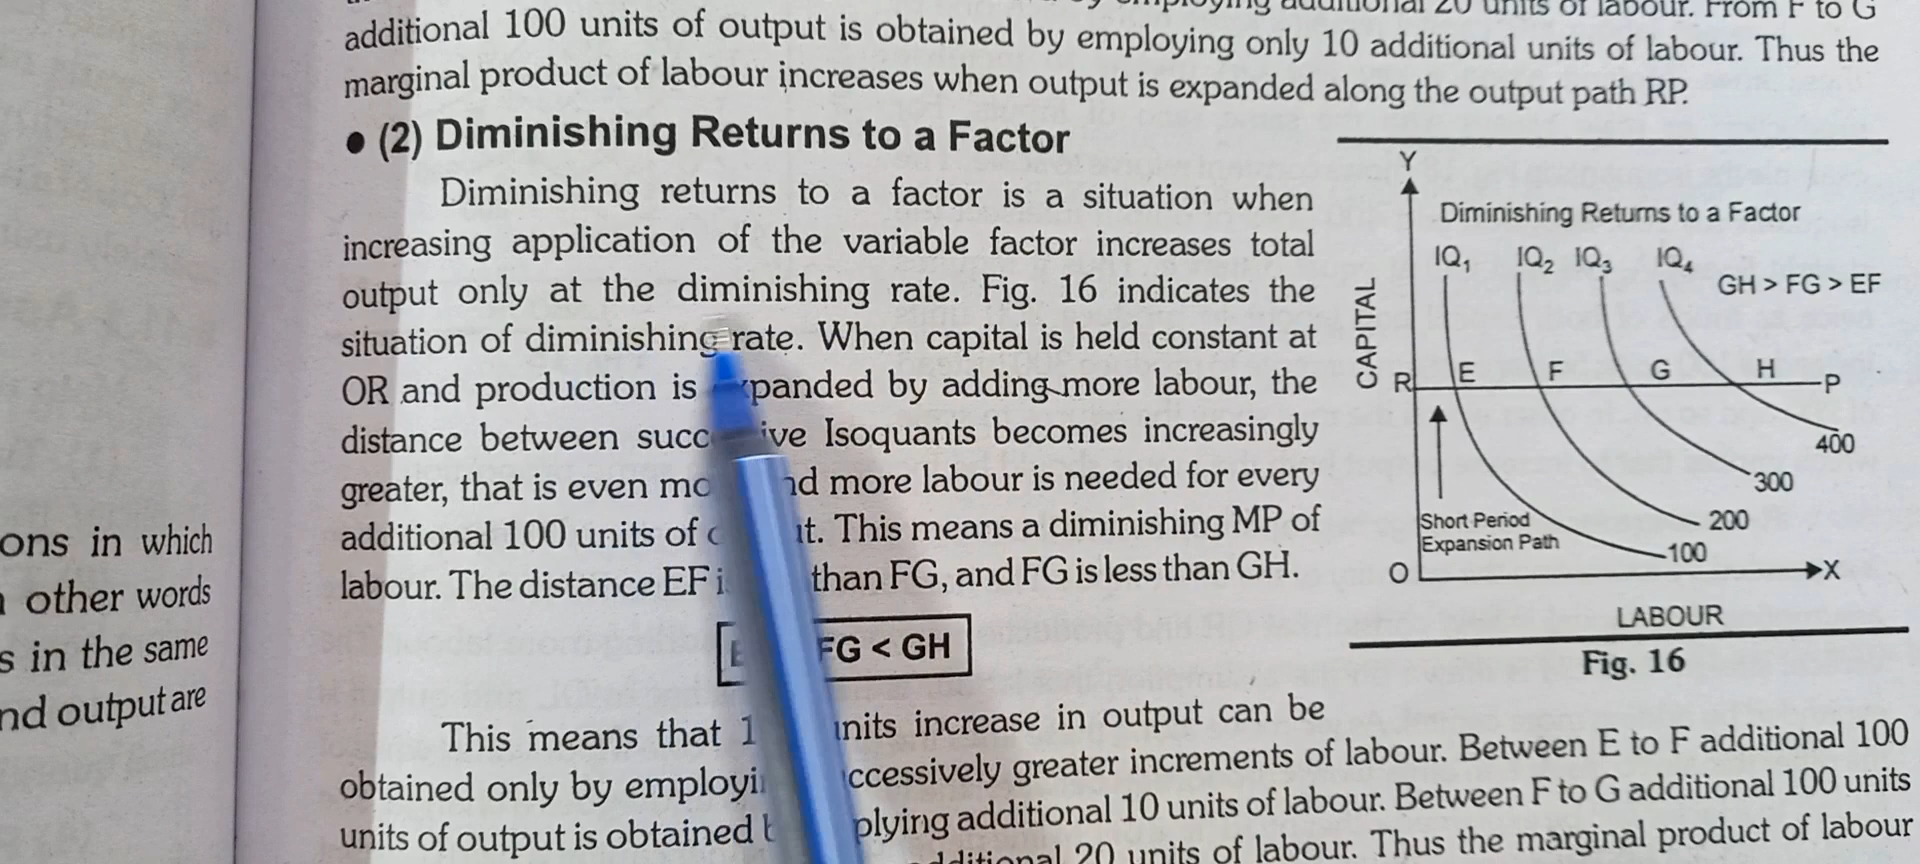 additional 20 units of labour. From F to G
additional 100 units of output is obtained by employing only 10 additional units of labour. Thus the
marginal product of labour increases when output is expanded along the output path RP.
• (2) Diminishing Returns to a Factor
Diminishing returns to a factor is a situation when
increasing application of the variable factor increases total
output only at the diminishing rate. Fig. 16 indicates the
situation of diminishing rate. When capital is held constant at
OR and production is panded by adding more labour, the
distance between succ ive Isoquants becomes increasingly
greater, that is even more labour is needed for every
additional 100 units of This means a diminishing MP of
labour. The distance EF than FG, and FG is less than GH.
FG < GH
This means that increase in output can be
obtained only by greater increments of labour. Between E to F additional 100
units of output is obtained additional 10 units of labour. Between F to G additional 100 units
20 units of labour. Thus the marginal product of labour
Y
Diminishing Returns to a Factor
IQ₁ IQ₂ IQ₃ IQ₄
GH > FG > EF
CAPITAL
R E F G H P
400
300
200
100
Short Period
Expansion Path
O X
LABOUR
Fig. 16
ons in which
other words
s in the same
nd output are